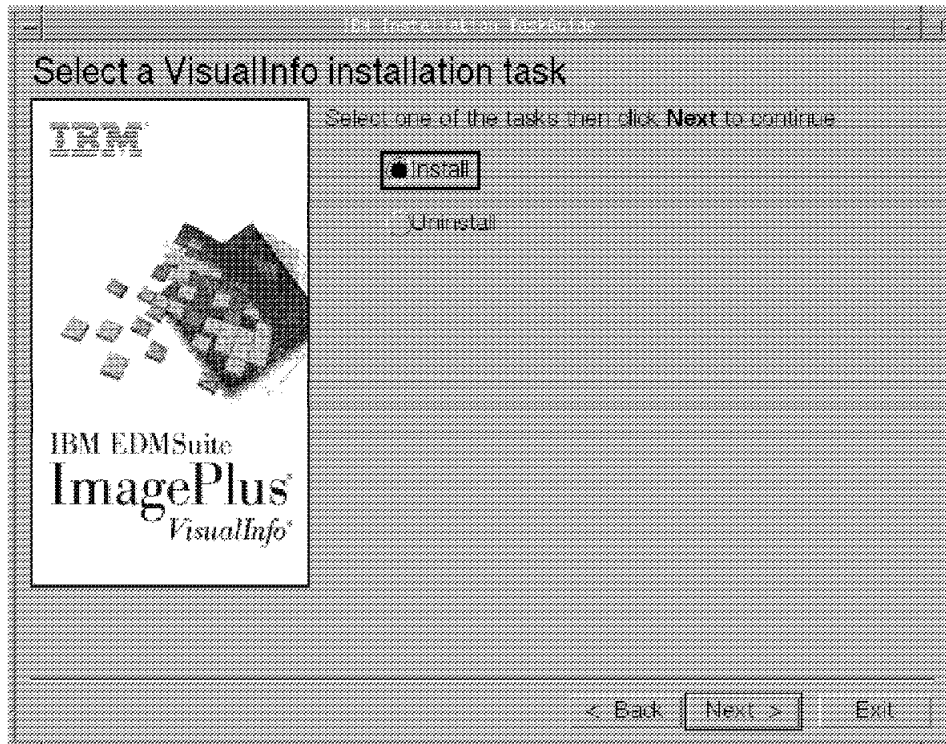 IBM Installation TaskGuide
Select a VisualInfo installation task
Select one of the tasks then click Next to continue
IBM
Install
Uninstall
IBM EDMSuite
ImagePlus*
VisualInfo*
< Back
Next >
Exit